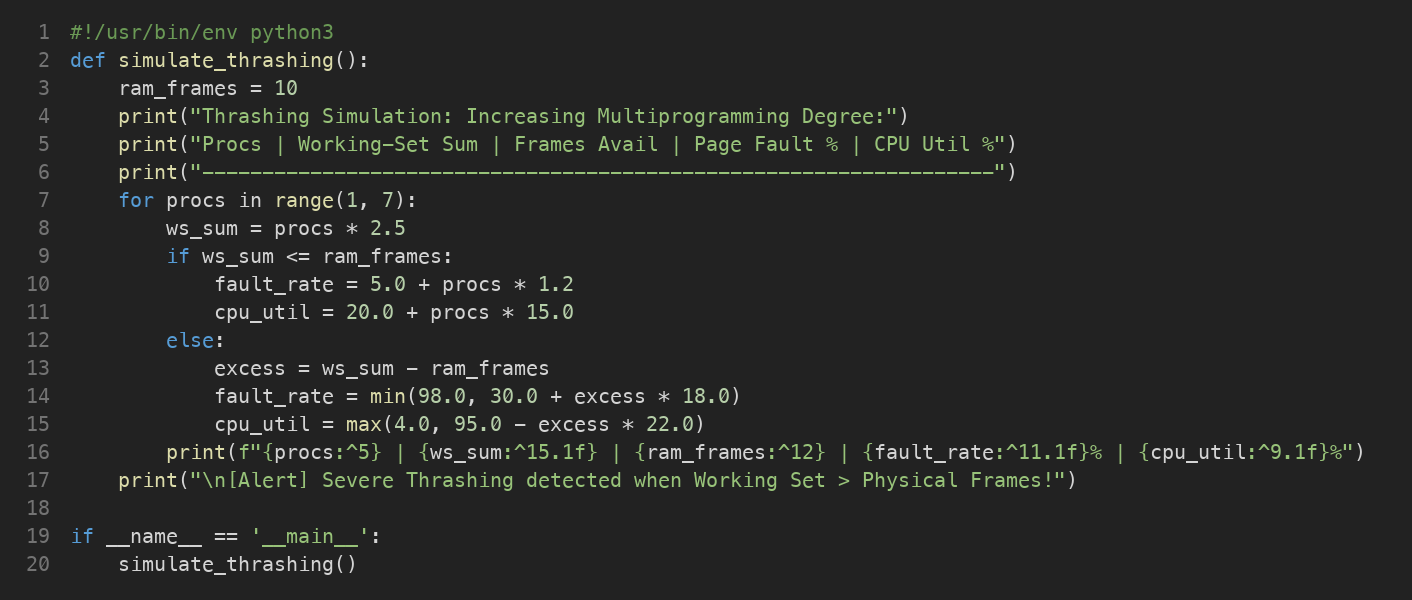 1 #!/usr/bin/env python3
2 def simulate_thrashing():
3     ram_frames = 10
4     print("Thrashing Simulation: Increasing Multiprogramming Degree:")
5     print("Procs | Working-Set Sum | Frames Avail | Page Fault % | CPU Util %")
6     print("------------------------------------------------------------------")
7     for procs in range(1, 7):
8         ws_sum = procs * 2.5
9         if ws_sum <= ram_frames:
10             fault_rate = 5.0 + procs * 1.2
11             cpu_util = 20.0 + procs * 15.0
12         else:
13             excess = ws_sum - ram_frames
14             fault_rate = min(98.0, 30.0 + excess * 18.0)
15             cpu_util = max(4.0, 95.0 - excess * 22.0)
16         print(f"{procs:^5} | {ws_sum:^15.1f} | {ram_frames:^12} | {fault_rate:^11.1f}% | {cpu_util:^9.1f}%")
17     print("\n[Alert] Severe Thrashing detected when Working Set > Physical Frames!")
18
19 if __name__ == '__main__':
20     simulate_thrashing()